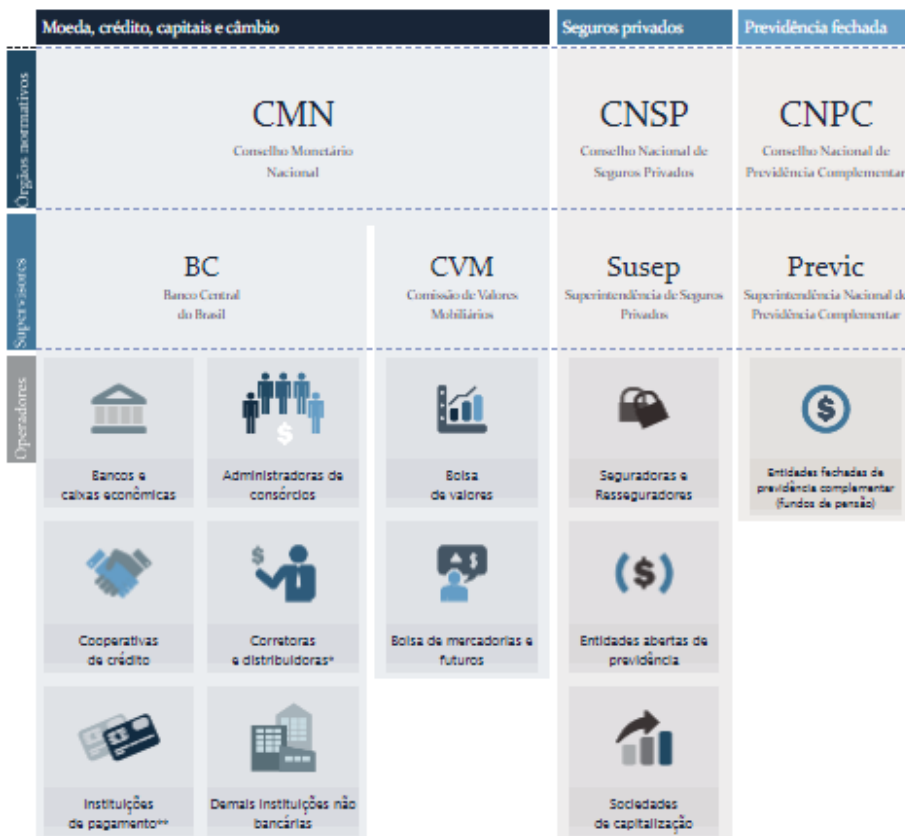 Moeda, crédito, capitais e câmbio
Seguros privados
Previdência fechada
Órgãos normativos
CMN
Conselho Monetário
Nacional
CNSP
Conselho Nacional de
Seguros Privados
CNPC
Conselho Nacional de
Previdência Complementar
Supervisores
BC
Banco Central
do Brasil
CVM
Comissão de Valores
Mobiliários
Susep
Superintendência de Seguros
Privados
Previc
Superintendência Nacional de
Previdência Complementar
Operadores
Bancos e
caixas econômicas
Administradoras de
consórcios
Bolsa
de valores
Seguradoras e
Resseguradores
Entidades fechadas de
previdência complementar
(fundos de pensão)
Cooperativas
de crédito
Corretoras
e distribuidoras*
Bolsa de mercadorias e
futuros
Entidades abertas de
previdência
Instituições
de pagamento**
Demais instituições não
bancárias
Sociedades
de capitalização